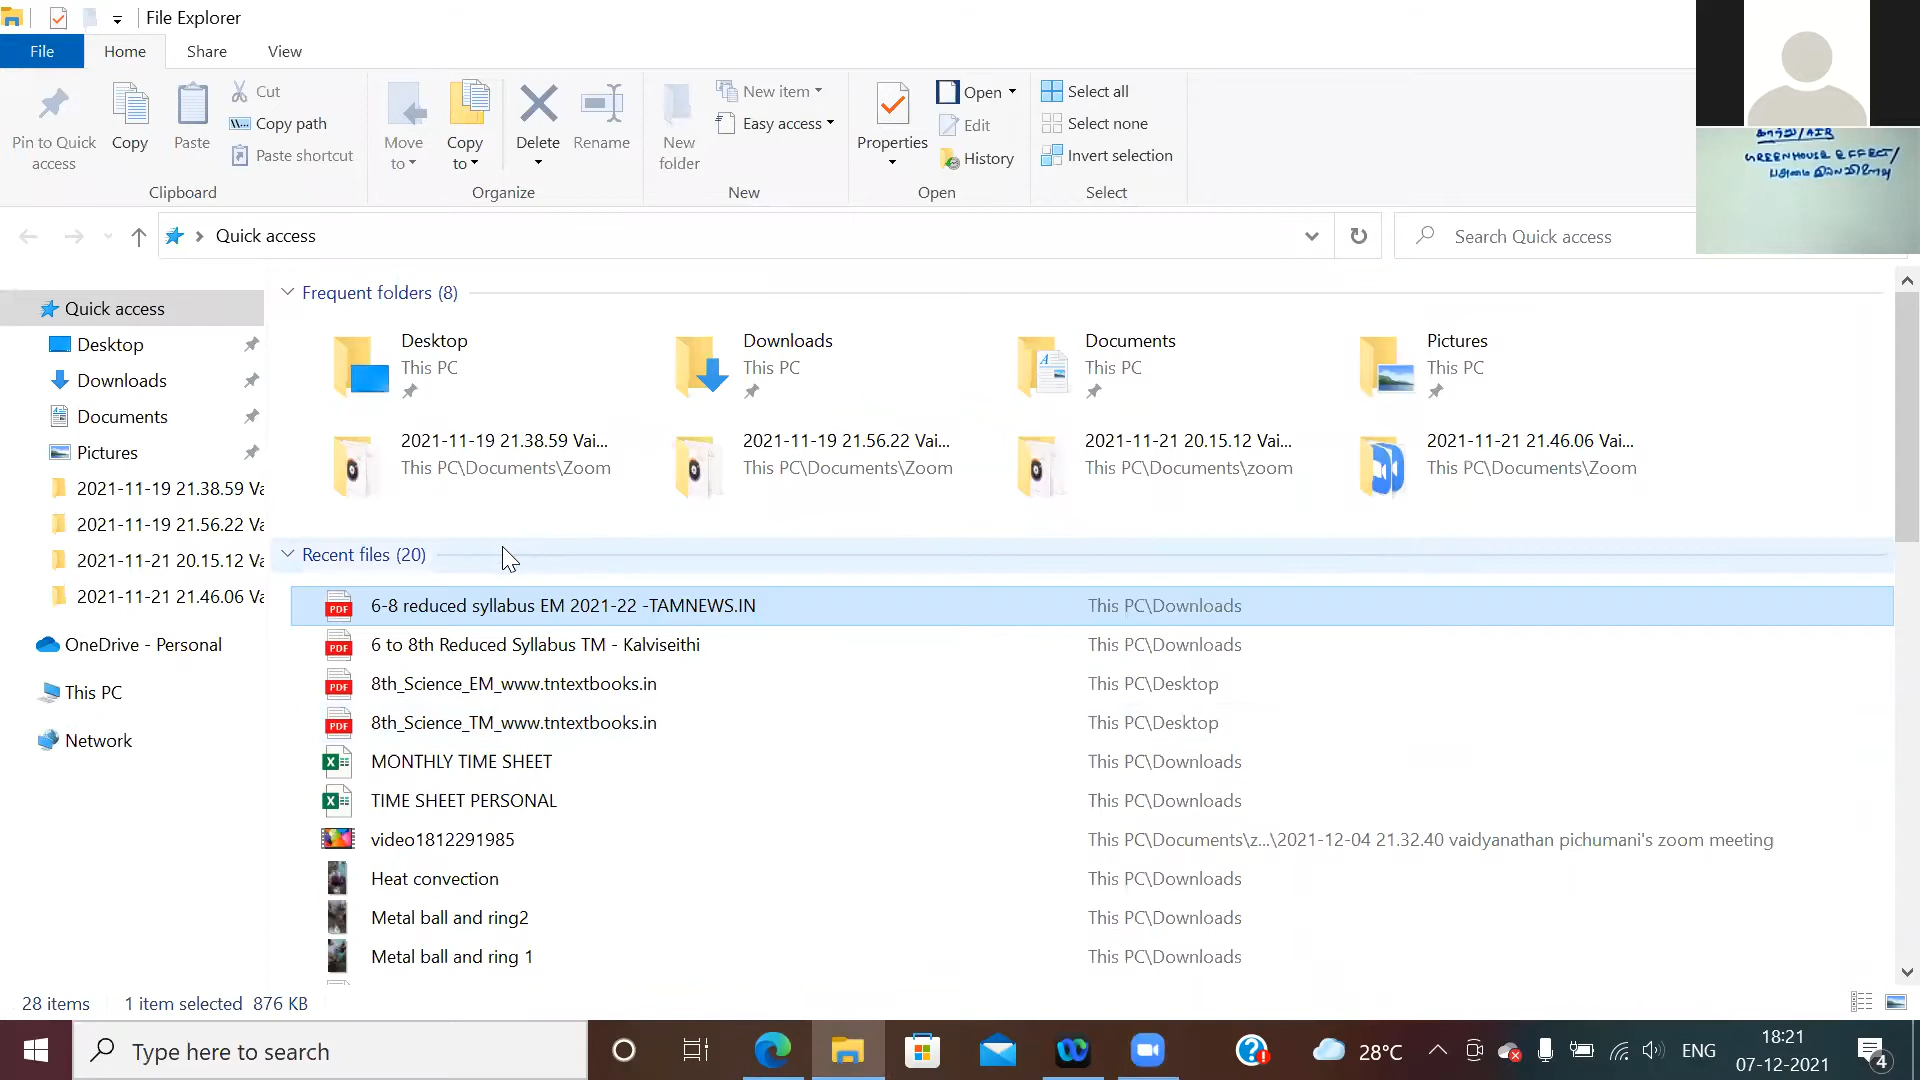 File Explorer
File
Home
Share
View
Pin to Quick access
Copy
Paste
Cut
Copy path
Paste shortcut
Clipboard
Move to
Copy to
Delete
Rename
Organize
New folder
New item
Easy access
New
Properties
Open
Edit
History
Open
Select all
Select none
Invert selection
Select
காற்று/AIR
GREENHOUSE EFFECT/
பசுமை இல்ல விளைவு
Quick access
Search Quick access
Quick access
Desktop
Downloads
Documents
Pictures
2021-11-19 21.38.59 Va
2021-11-19 21.56.22 Va
2021-11-21 20.15.12 Va
2021-11-21 21.46.06 Va
OneDrive - Personal
This PC
Network
Frequent folders (8)
Desktop
This PC
Downloads
This PC
Documents
This PC
Pictures
This PC
2021-11-19 21.38.59 Vai...
This PC\Documents\Zoom
2021-11-19 21.56.22 Vai...
This PC\Documents\Zoom
2021-11-21 20.15.12 Vai...
This PC\Documents\zoom
2021-11-21 21.46.06 Vai...
This PC\Documents\Zoom
Recent files (20)
PDF 6-8 reduced syllabus EM 2021-22 -TAMNEWS.IN This PC\Downloads
PDF 6 to 8th Reduced Syllabus TM - Kalviseithi This PC\Downloads
PDF 8th_Science_EM_www.tntextbooks.in This PC\Desktop
PDF 8th_Science_TM_www.tntextbooks.in This PC\Desktop
MONTHLY TIME SHEET This PC\Downloads
TIME SHEET PERSONAL This PC\Downloads
video1812291985 This PC\Documents\z...\2021-12-04 21.32.40 vaidyanathan pichumani's zoom meeting
Heat convection This PC\Downloads
Metal ball and ring2 This PC\Downloads
Metal ball and ring 1 This PC\Downloads
28 items 1 item selected 876 KB
Type here to search
28°C
ENG
18:21
07-12-2021
4